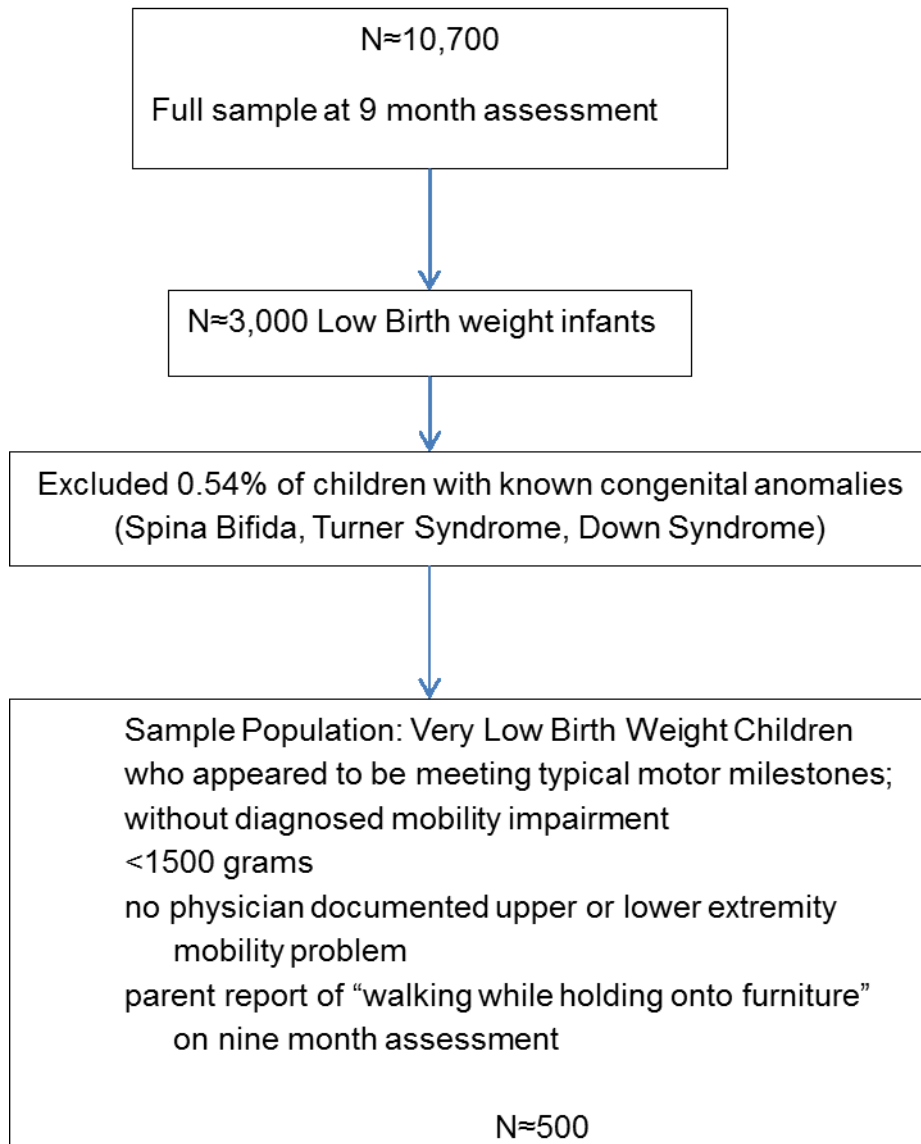 N≈10,700
Full sample at 9 month assessment
N≈3,000 Low Birth weight infants
Excluded 0.54% of children with known congenital anomalies
(Spina Bifida, Turner Syndrome, Down Syndrome)
Sample Population: Very Low Birth Weight Children
who appeared to be meeting typical motor milestones;
without diagnosed mobility impairment
<1500 grams
no physician documented upper or lower extremity
mobility problem
parent report of “walking while holding onto furniture”
on nine month assessment
N≈500